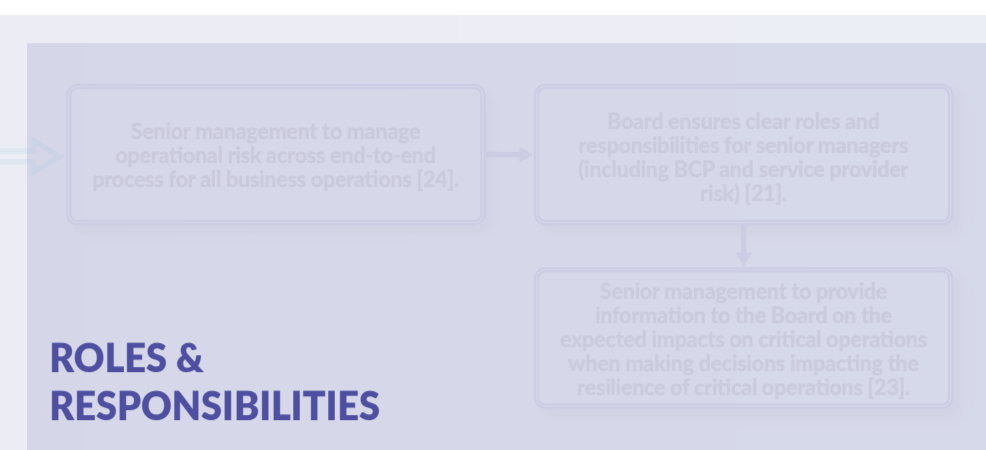 Senior management to manage
operational risk across end-to-end
process for all business operations [24].
Board ensures clear roles and
responsibilities for senior managers
(including BCP and service provider
risk) [21].
Senior management to provide
information to the Board on the
expected impacts on critical operations
when making decisions impacting the
resilience of critical operations [23].
ROLES &
RESPONSIBILITIES